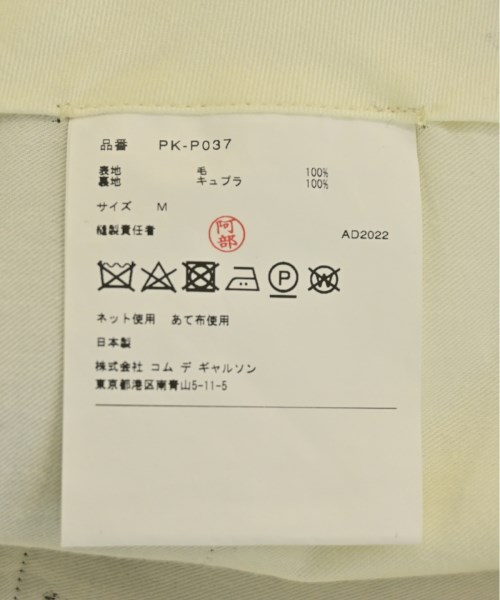 品番 PK-P037
表地 毛 100%
裏地 キュプラ 100%
サイズ M
縫製責任者 阿部 AD2022
P W
ネット使用 あて布使用
日本製
株式会社 コム デ ギャルソン
東京都港区南青山5-11-5